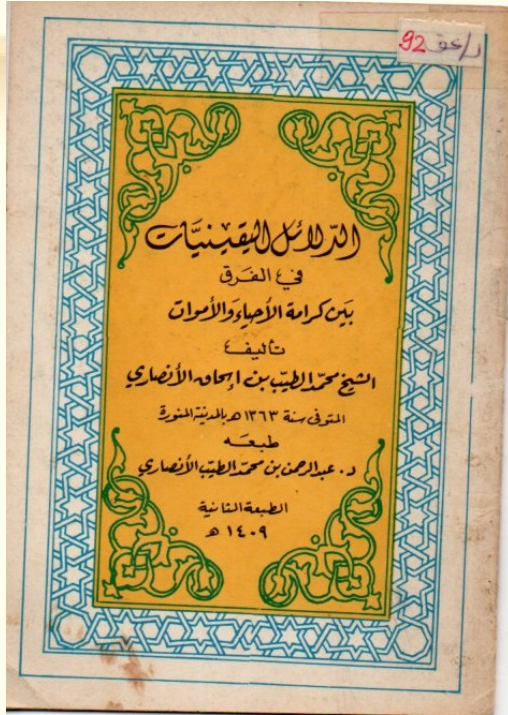 ر/عق 92
الدلائل اليقينيات
في الفرق
بين كرامة الأحياء والأموات
تأليف
الشيخ محمد الطيب بن إسحاق الأنصاري
المتوفى سنة ١٣٦٣ هـ بالمدينة المنورة
طبعه
د. عبد الرحمن بن محمد الطيب الأنصاري
الطبعة الثانية
١٤٠٩ هـ